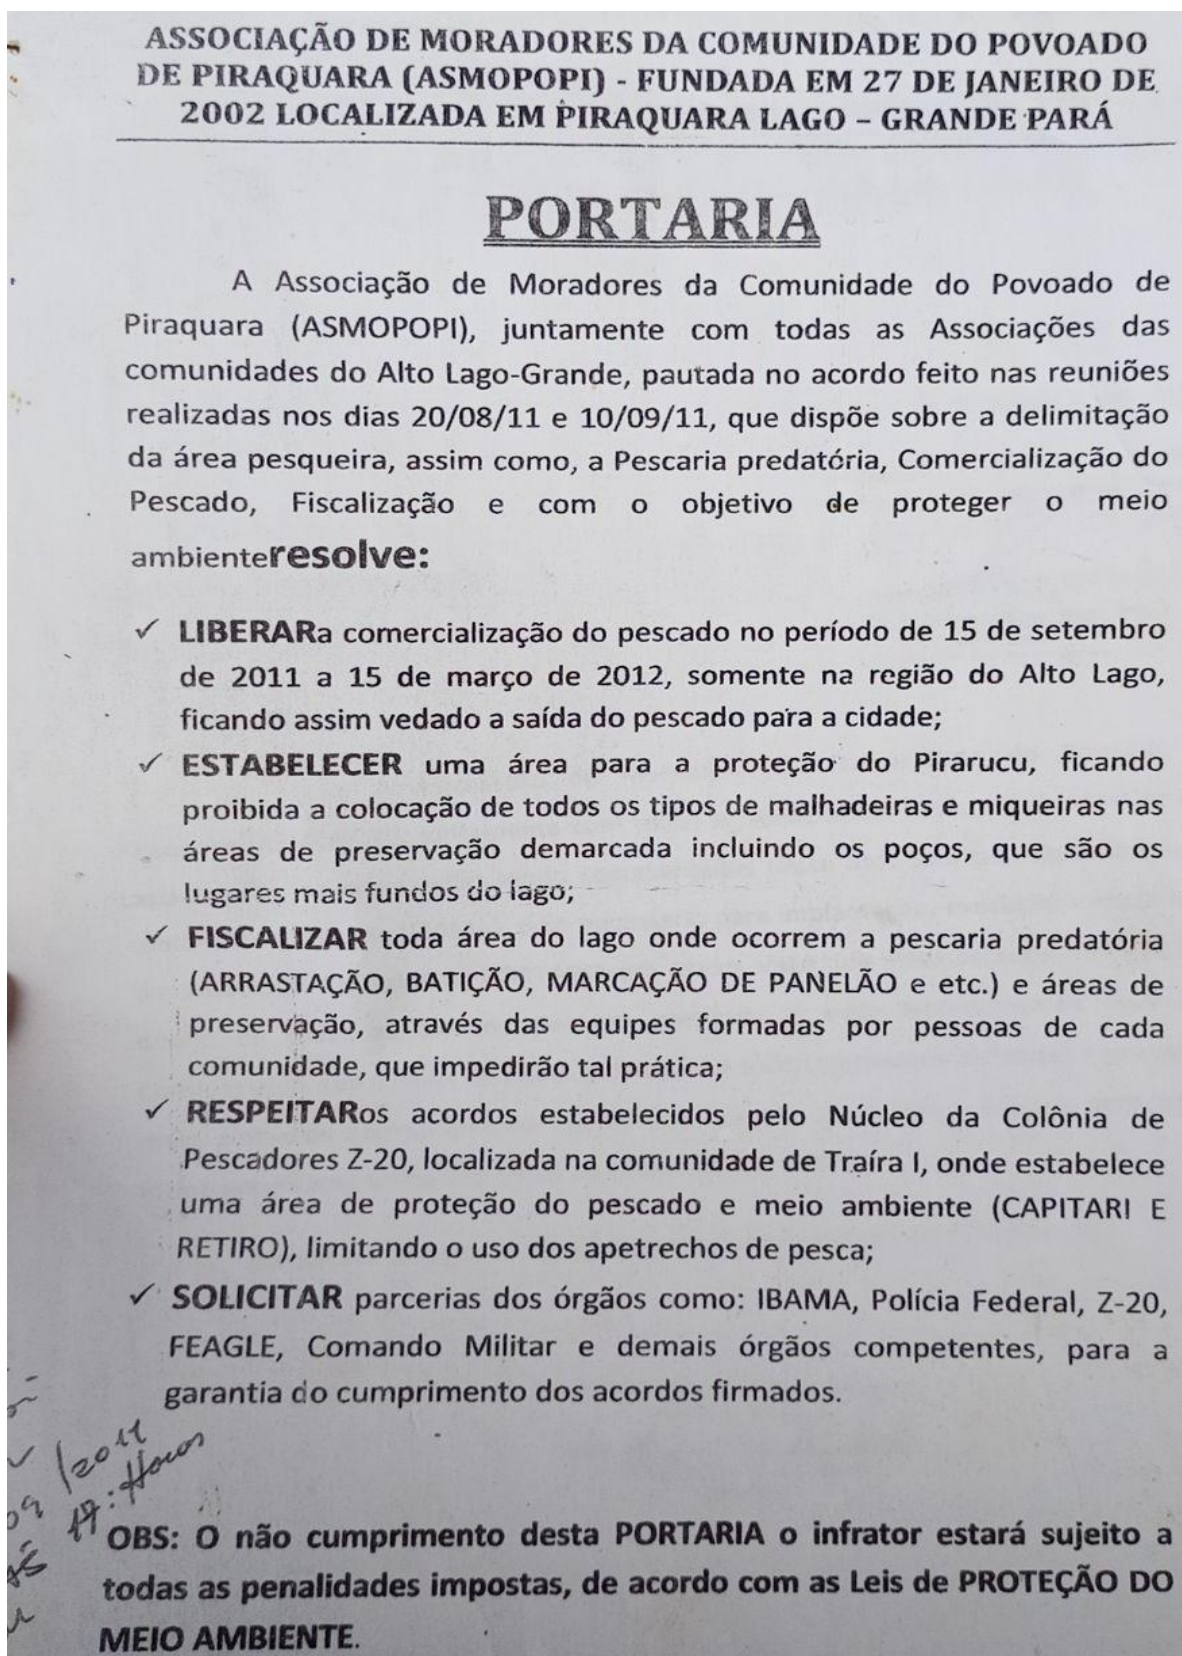 ASSOCIAÇÃO DE MORADORES DA COMUNIDADE DO POVOADO
DE PIRAQUARA (ASMOPOPI) - FUNDADA EM 27 DE JANEIRO DE
2002 LOCALIZADA EM PIRAQUARA LAGO – GRANDE PARÁ
PORTARIA
A Associação de Moradores da Comunidade do Povoado de
Piraquara (ASMOPOPI), juntamente com todas as Associações das
comunidades do Alto Lago-Grande, pautada no acordo feito nas reuniões
realizadas nos dias 20/08/11 e 10/09/11, que dispõe sobre a delimitação
da área pesqueira, assim como, a Pescaria predatória, Comercialização do
Pescado, Fiscalização e com o objetivo de proteger o meio
ambienteresolve:
✓ LIBERARa comercialização do pescado no período de 15 de setembro
de 2011 a 15 de março de 2012, somente na região do Alto Lago,
ficando assim vedado a saída do pescado para a cidade;
✓ ESTABELECER uma área para a proteção do Pirarucu, ficando
proibida a colocação de todos os tipos de malhadeiras e miqueiras nas
áreas de preservação demarcada incluindo os poços, que são os
lugares mais fundos do lago;
✓ FISCALIZAR toda área do lago onde ocorrem a pescaria predatória
(ARRASTAÇÃO, BATIÇÃO, MARCAÇÃO DE PANELÃO e etc.) e áreas de
preservação, através das equipes formadas por pessoas de cada
comunidade, que impedirão tal prática;
✓ RESPEITARos acordos estabelecidos pelo Núcleo da Colônia de
Pescadores Z-20, localizada na comunidade de Traíra I, onde estabelece
uma área de proteção do pescado e meio ambiente (CAPITARI E
RETIRO), limitando o uso dos apetrechos de pesca;
✓ SOLICITAR parcerias dos órgãos como: IBAMA, Polícia Federal, Z-20,
FEAGLE, Comando Militar e demais órgãos competentes, para a
garantia do cumprimento dos acordos firmados.
09/2011
17:Horas
OBS: O não cumprimento desta PORTARIA o infrator estará sujeito a
todas as penalidades impostas, de acordo com as Leis de PROTEÇÃO DO
MEIO AMBIENTE.